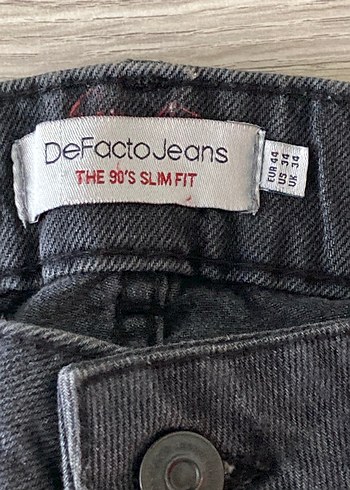 DeFactoJeans
THE 90'S SLIM FIT
EUR 44
US 34
UK 34